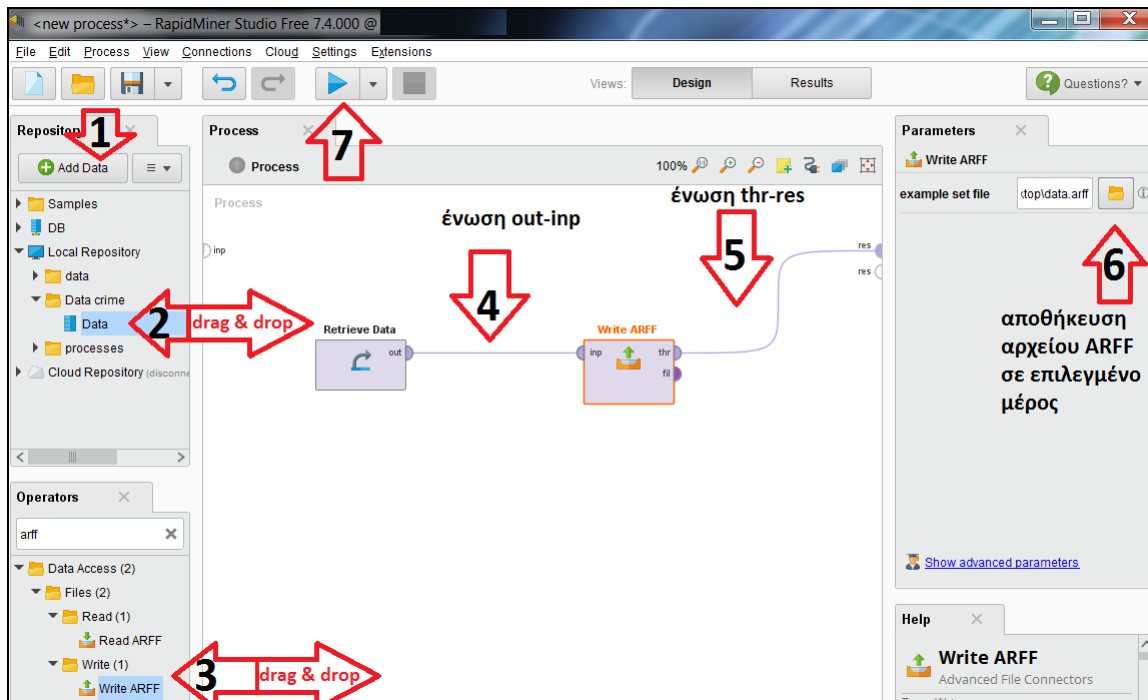 <new process*> – RapidMiner Studio Free 7.4.000 @
File Edit Process View Connections Cloud Settings Extensions
Views: Design Results Questions?
Repository
1
Add Data
Samples
DB
Local Repository
data
Data crime
Data
processes
Cloud Repository (disconne
2
drag & drop
Operators
arff
Data Access (2)
Files (2)
Read (1)
Read ARFF
Write (1)
Write ARFF
3
drag & drop
Process
7
Process
100%
Process
inp
ένωση out-inp
ένωση thr-res
4
5
res
res
Retrieve Data
out
Write ARFF
inp thr
fil
Parameters
Write ARFF
example set file :top\data.arff
6
αποθήκευση
αρχείου ARFF
σε επιλεγμένο
μέρος
Show advanced parameters
Help
Write ARFF
Advanced File Connectors